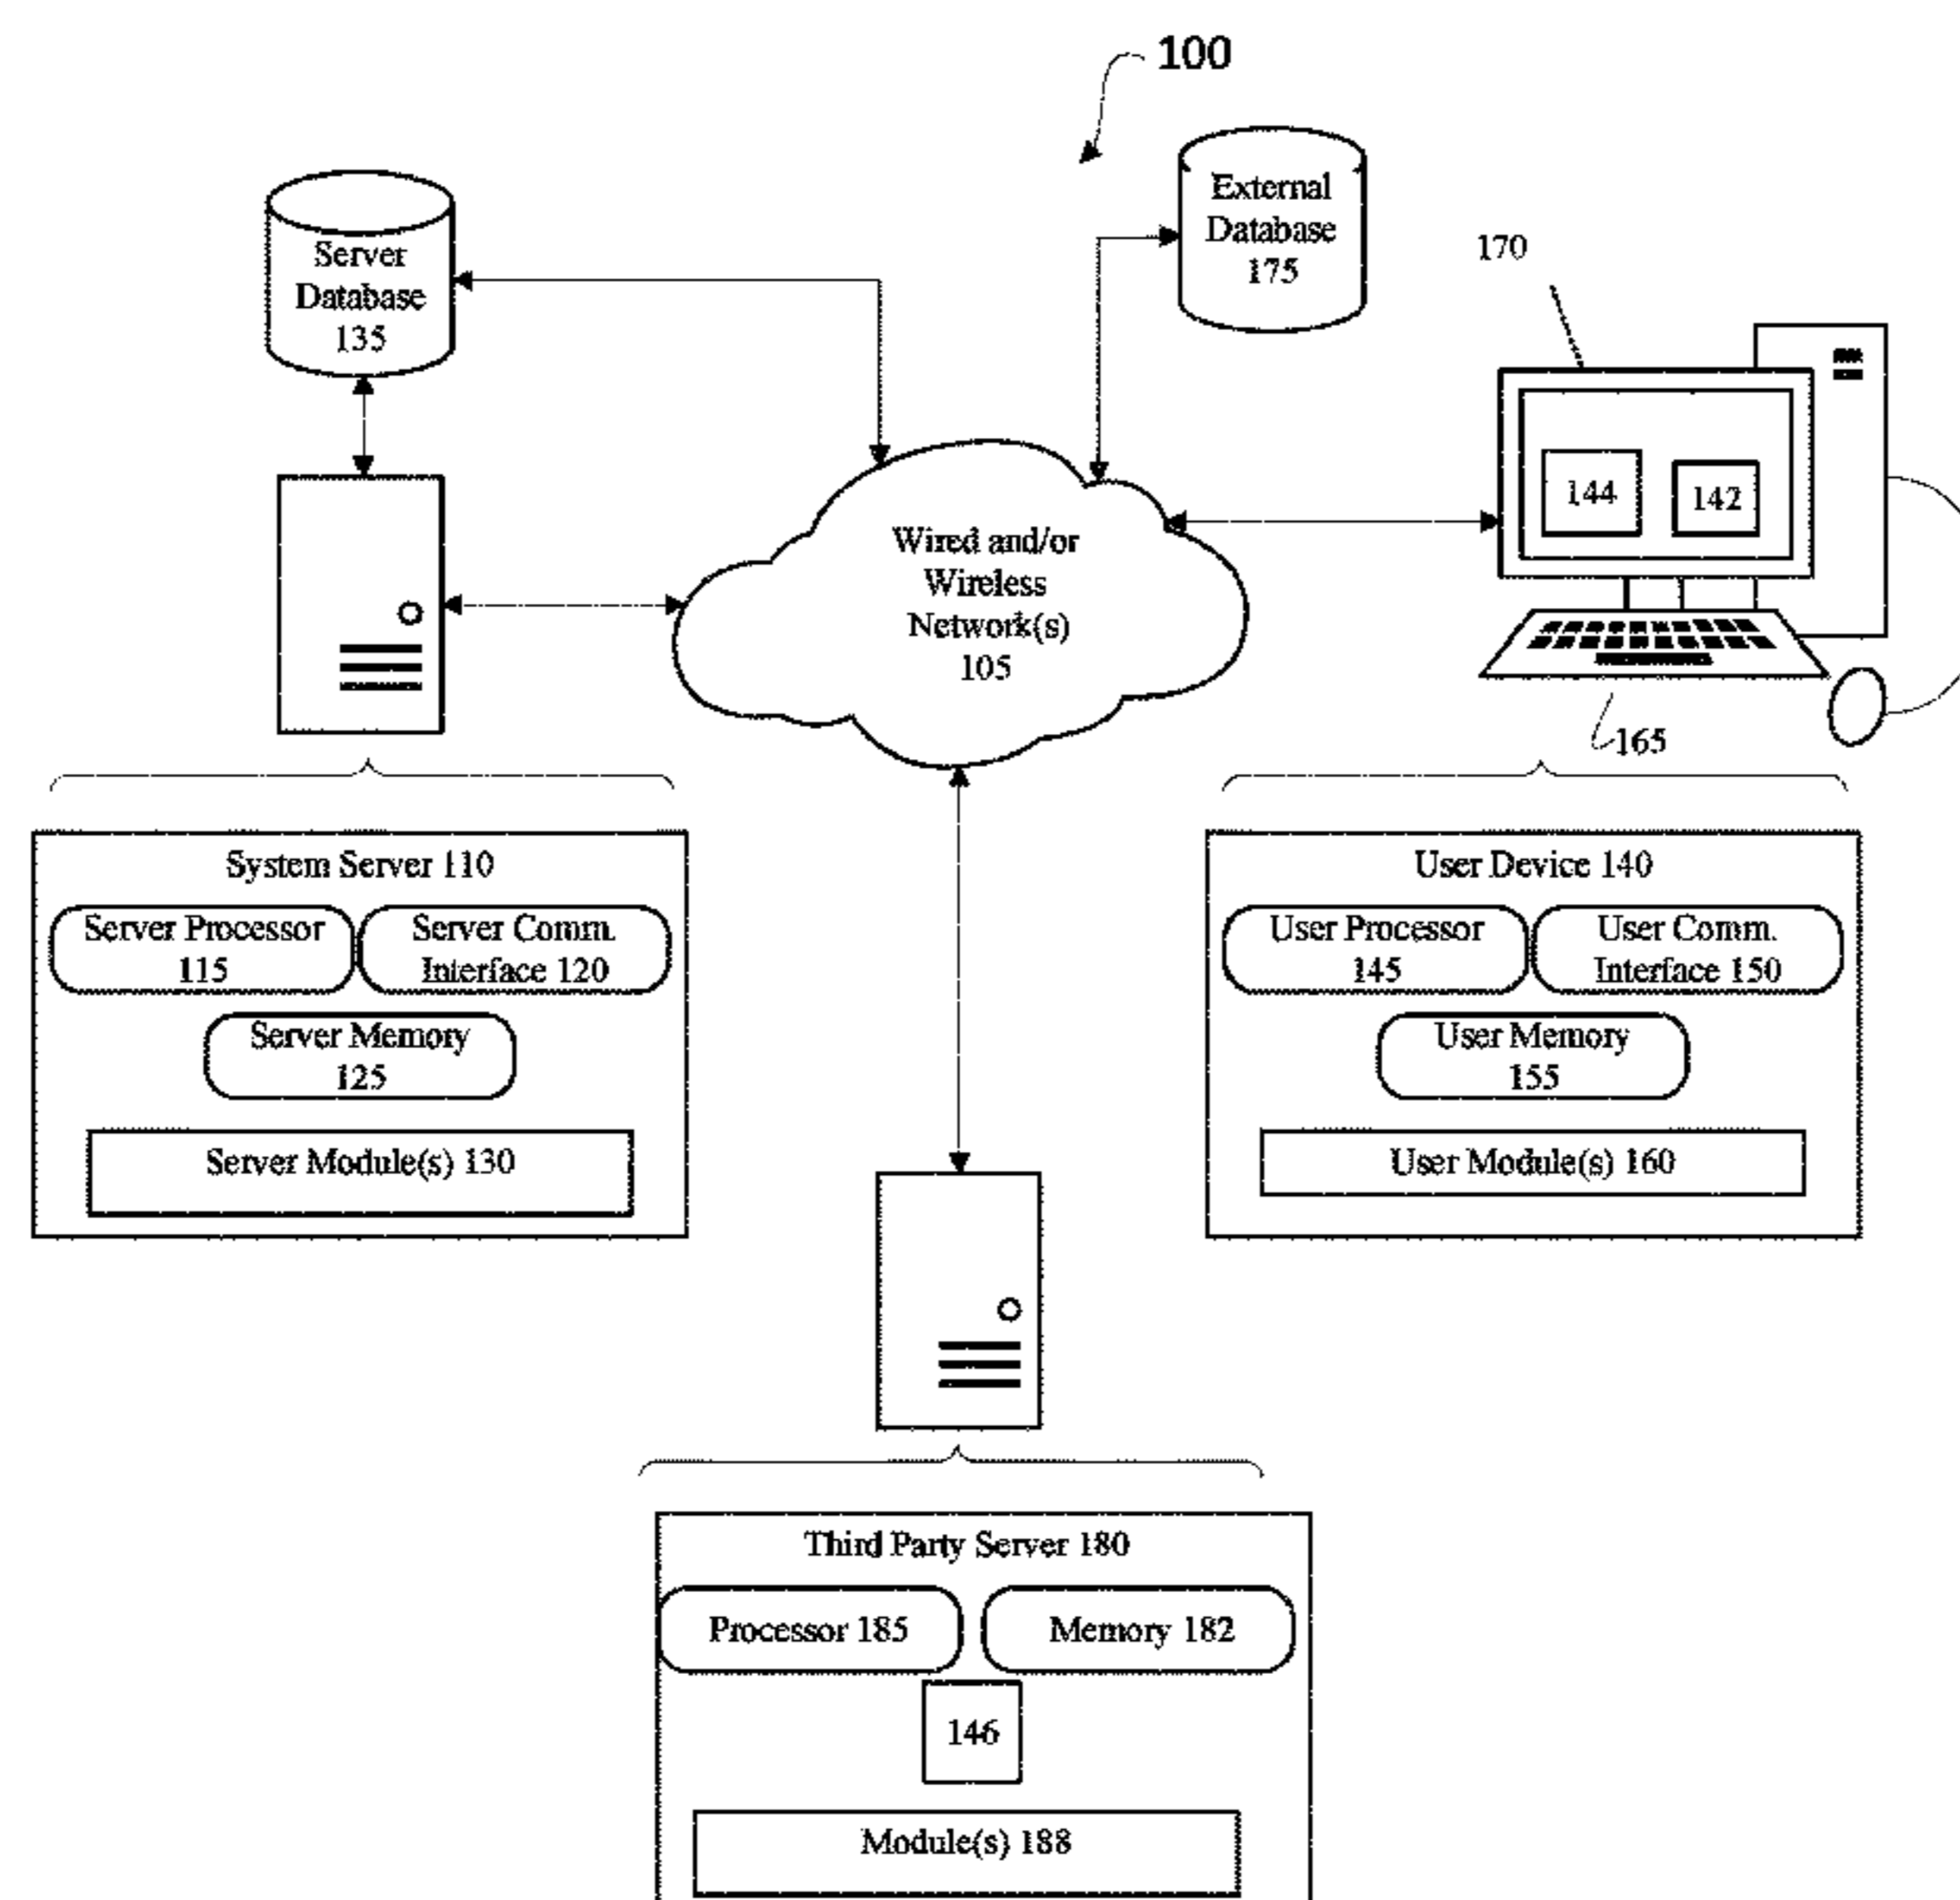 100
External
Database
175
Server
Database
135
170
144
142
Wired and/or
Wireless
Network(s)
105
165
System Server 110
Server Processor
115
Server Comm.
Interface 120
Server Memory
125
Server Module(s) 130
User Device 140
User Processor
145
User Comm.
Interface 150
User Memory
155
User Module(s) 160
Third Party Server 180
Processor 185
Memory 182
146
Module(s) 188